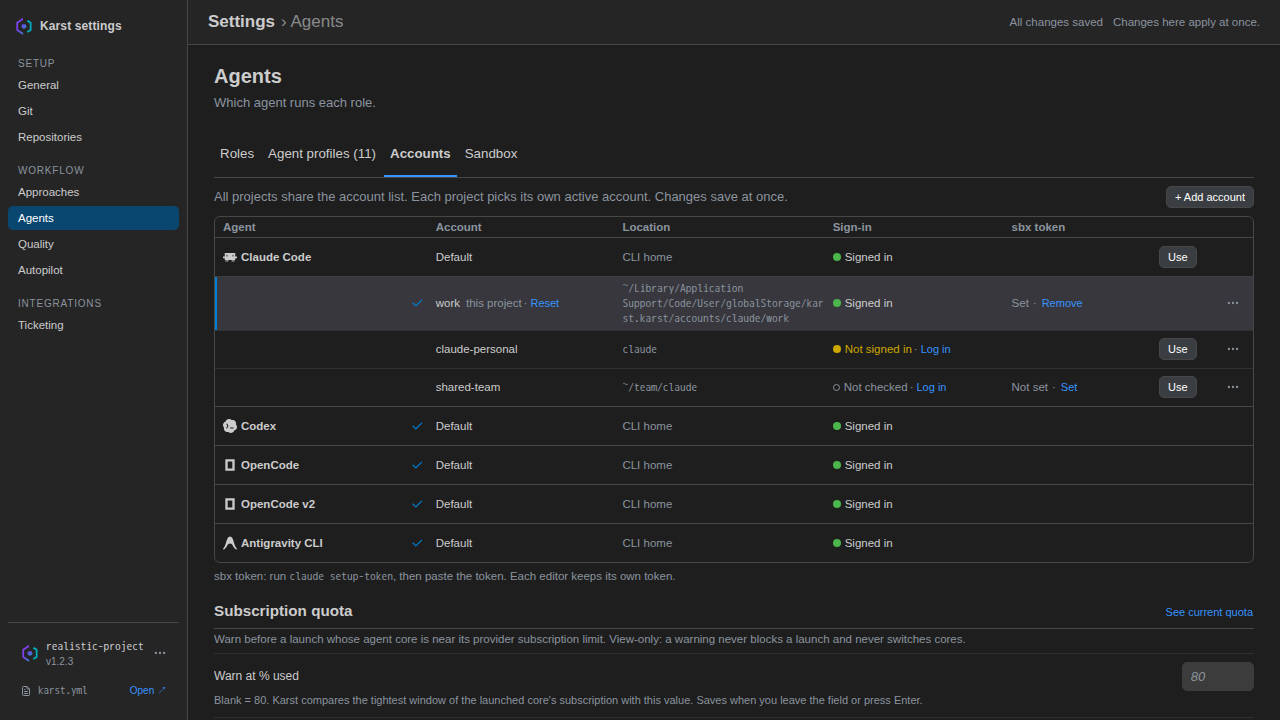 Karst settings
SETUP
General
Git
Repositories
WORKFLOW
Approaches
Agents
Quality
Autopilot
INTEGRATIONS
Ticketing
realistic-project
v1.2.3
karst.yml
Open ↗
Settings › Agents
All changes saved Changes here apply at once.
Agents
Which agent runs each role.
Roles Agent profiles (11) Accounts Sandbox
All projects share the account list. Each project picks its own active account. Changes save at once.
+ Add account
Agent Account Location Sign-in sbx token
Claude Code Default CLI home Signed in Use
work this project · Reset ~/Library/Application Support/Code/User/globalStorage/kar st.karst/accounts/claude/work Signed in Set · Remove ···
claude-personal claude Not signed in · Log in Use ···
shared-team ~/team/claude Not checked · Log in Not set · Set Use ···
Codex Default CLI home Signed in
OpenCode Default CLI home Signed in
OpenCode v2 Default CLI home Signed in
Antigravity CLI Default CLI home Signed in
sbx token: run claude setup-token, then paste the token. Each editor keeps its own token.
Subscription quota
See current quota
Warn before a launch whose agent core is near its provider subscription limit. View-only: a warning never blocks a launch and never switches cores.
Warn at % used
80
Blank = 80. Karst compares the tightest window of the launched core's subscription with this value. Saves when you leave the field or press Enter.